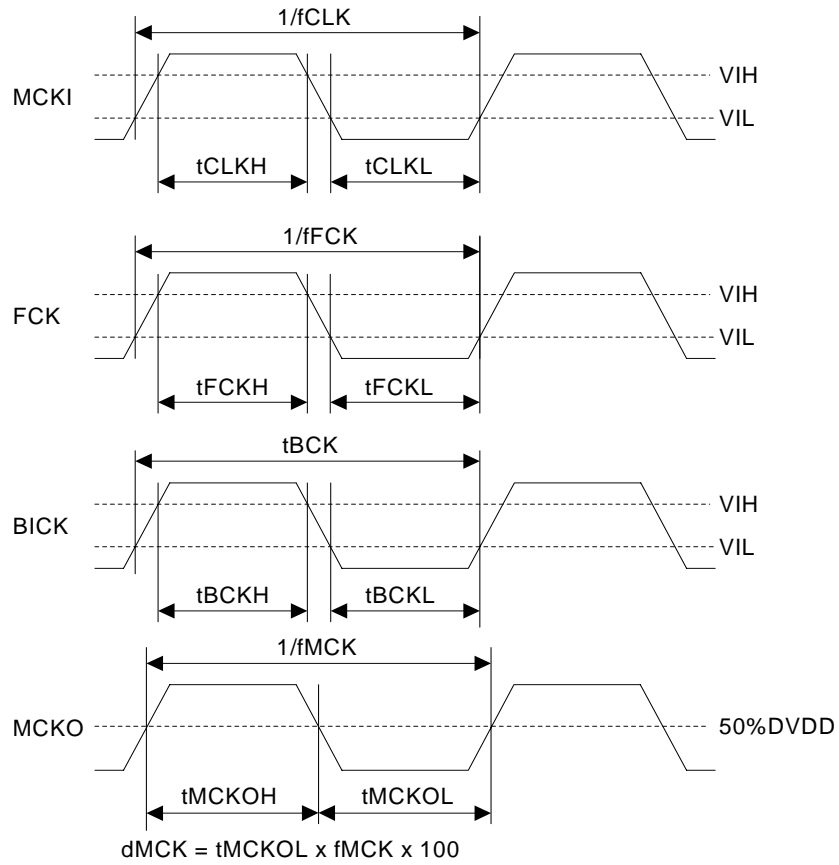 1/fCLK
MCKI
VIH
VIL
tCLKH
tCLKL
1/fFCK
FCK
VIH
VIL
tFCKH
tFCKL
tBCK
BICK
VIH
VIL
tBCKH
tBCKL
1/fMCK
MCKO
50%DVDD
tMCKOH
tMCKOL
dMCK = tMCKOL x fMCK x 100